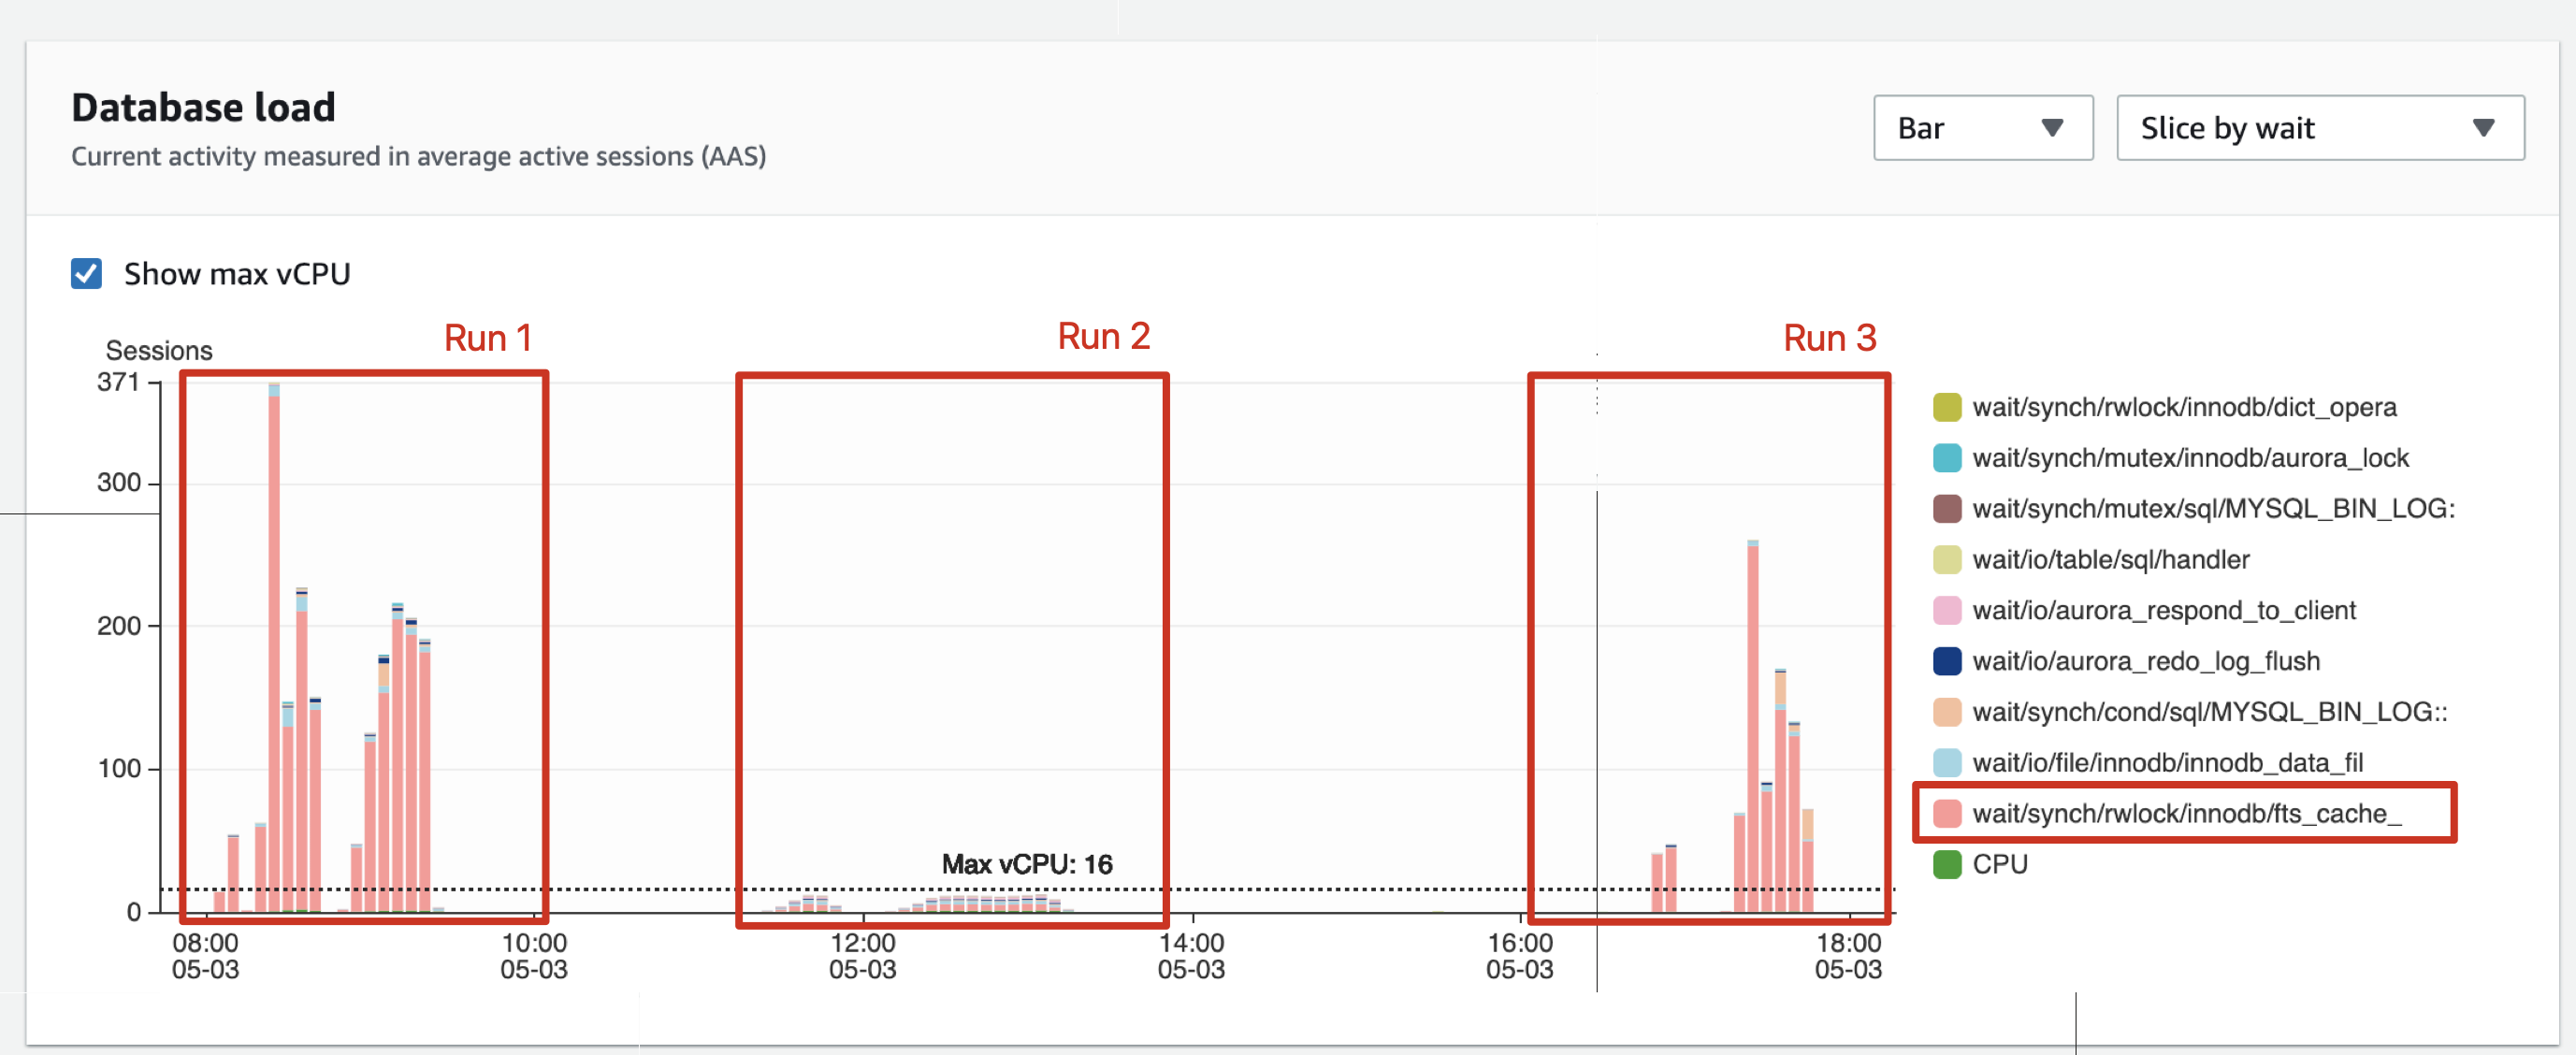 Database load
Current activity measured in average active sessions (AAS)
Bar
Slice by wait
Show max vCPU
Run 1
Run 2
Run 3
Sessions
371
300
200
100
0
Max vCPU: 16
08:00
05-03
10:00
05-03
12:00
05-03
14:00
05-03
16:00
05-03
18:00
05-03
wait/synch/rwlock/innodb/dict_opera
wait/synch/mutex/innodb/aurora_lock
wait/synch/mutex/sql/MYSQL_BIN_LOG:
wait/io/table/sql/handler
wait/io/aurora_respond_to_client
wait/io/aurora_redo_log_flush
wait/synch/cond/sql/MYSQL_BIN_LOG::
wait/io/file/innodb/innodb_data_fil
wait/synch/rwlock/innodb/fts_cache_
CPU